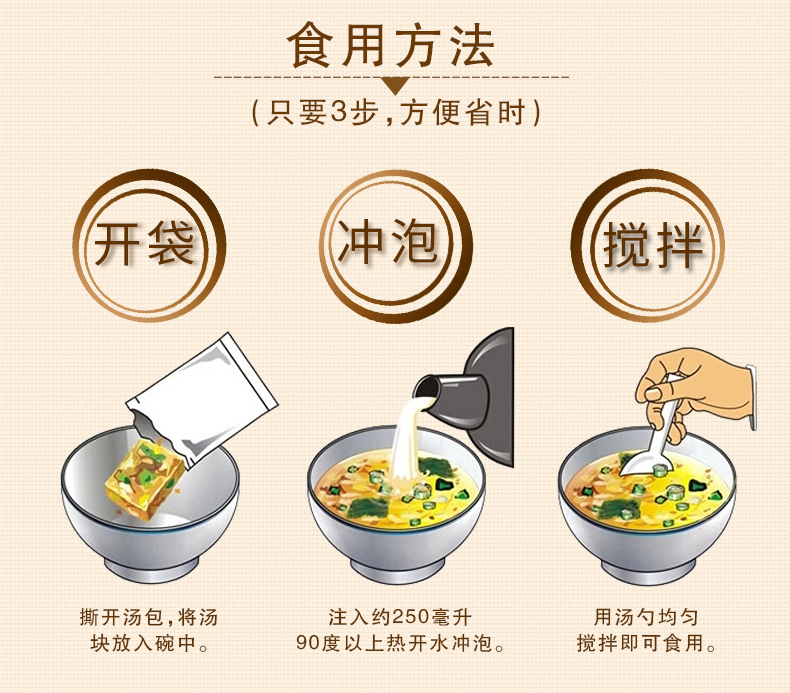 食用方法
(只要3步,方便省时)
开袋
冲泡
搅拌
撕开汤包,将汤
块放入碗中。
注入约250毫升
90度以上热开水冲泡。
用汤勺均匀
搅拌即可食用。